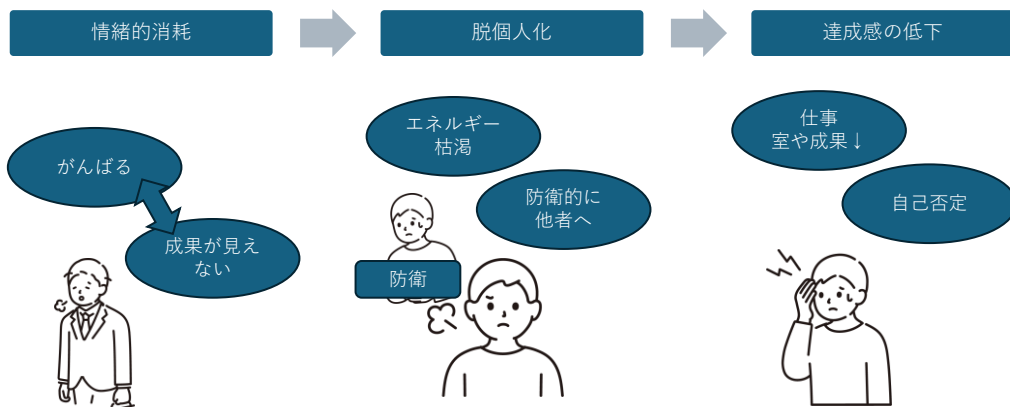 情緒的消耗
脱個人化
達成感の低下
がんばる
成果が見え
ない
エネルギー
枯渇
防衛的に
他者へ
防衛
仕事
室や成果↓
自己否定